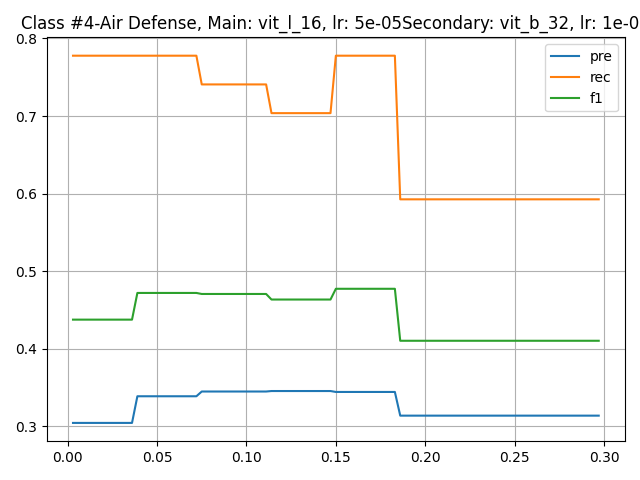 Class #4-Air Defense, Main: vit_l_16, lr: 5e-05Secondary: vit_b_32, lr: 1e-0
pre
rec
f1
0.8
0.7
0.6
0.5
0.4
0.3
0.00 0.05 0.10 0.15 0.20 0.25 0.30